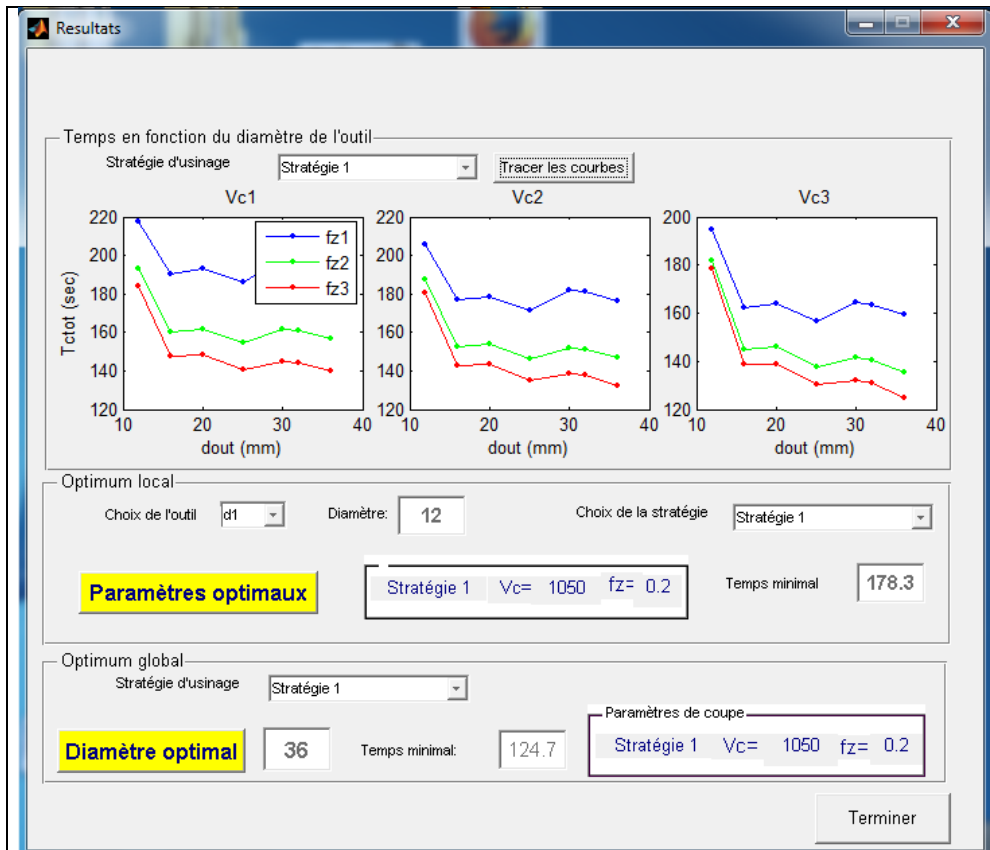 Resultats
Temps en fonction du diamètre de l'outil
Stratégie d'usinage Stratégie 1 Tracer les courbes
Vc1 Vc2 Vc3
fz1
fz2
fz3
Tctot (sec)
220 200 180 160 140 120
10 20 30 40
dout (mm)
220 200 180 160 140 120
10 20 30 40
dout (mm)
200 180 160 140 120
10 20 30 40
dout (mm)
Optimum local
Choix de l'outil d1 Diamètre: 12 Choix de la stratégie Stratégie 1
Paramètres optimaux Stratégie 1 Vc= 1050 fz= 0.2 Temps minimal 178.3
Optimum global
Stratégie d'usinage Stratégie 1
Paramètres de coupe
Diamètre optimal 36 Temps minimal: 124.7 Stratégie 1 Vc= 1050 fz= 0.2
Terminer